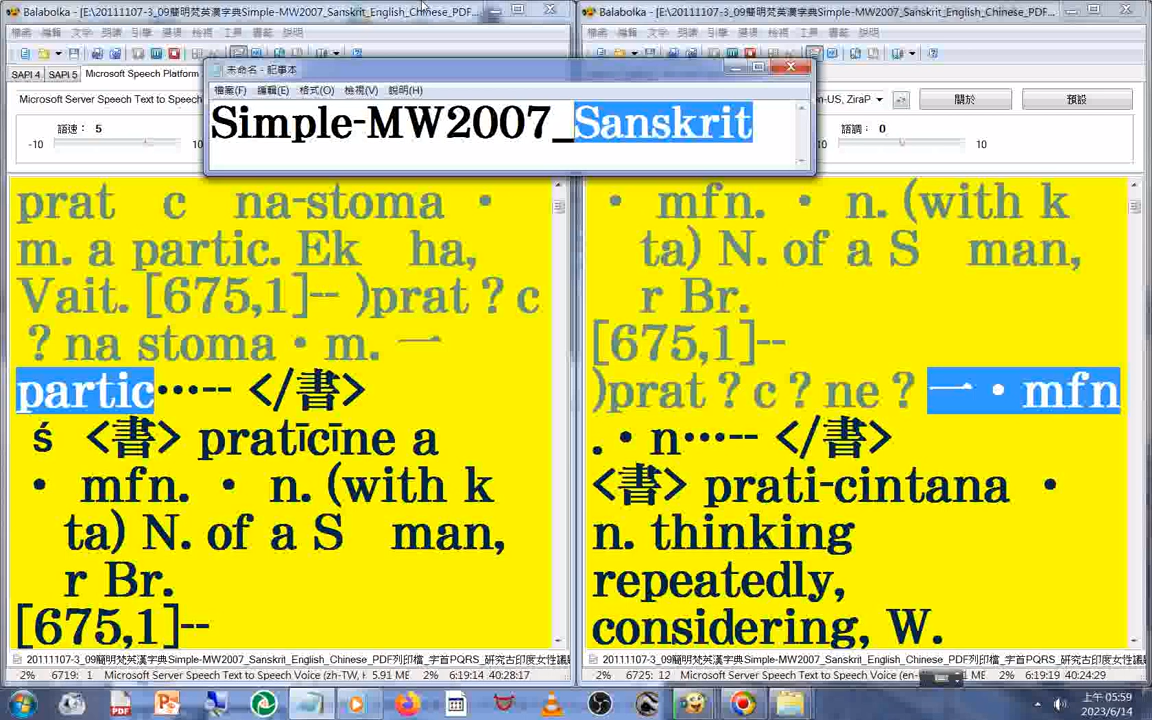 Balabolka - [E:\20111107-3_09簡明梵英漢字典Simple-MW2007_Sanskrit_English_Chinese_PDF...
Balabolka - [E:\20111107-3_09簡明梵英漢字典Simple-MW2007_Sanskrit_English_Chinese_PDF...
SAPI 4 SAPI 5 Microsoft Speech Platform
未命名 - 記事本
檔案(F) 編輯(E) 格式(O) 檢視(V) 說明(H)
Simple-MW2007_Sanskrit
Microsoft Server Speech Text to Speech
en-US, ZiraP
關於
預設
語速： 5
-10 10
語調： 0
10
prat c na-stoma •
m. a partic. Ek ha,
Vait. [675,1]-- )prat ? c
? na stoma • m. 一
partic…-- </書>
ś <書> pratīcīne a
• mfn. • n. (with k
ta) N. of a S man,
r Br.
[675,1]--
• mfn. • n. (with k
ta) N. of a S man,
r Br.
[675,1]--
)prat ? c ? ne ? 一 • mfn
. • n…-- </書>
<書> prati-cintana •
n. thinking
repeatedly,
considering, W.
20111107-3_09簡明梵英漢字典Simple-MW2007_Sanskrit_English_Chinese_PDF列印檔_字首PQRS_研究古印度女性議
2% 6719: 1 Microsoft Server Speech Text to Speech Voice (zh-TW, H 5.91 ME 2% 6:19:14 40:28:17
20111107-3_09簡明梵英漢字典Simple-MW2007_Sanskrit_English_Chinese_PDF列印檔_字首PQRS_研究古印度女性議
2% 6725: 12 Microsoft Server Speech Text to Speech Voice (en- 2% 6:19:19 40:24:29
上午 05:59
2023/6/14